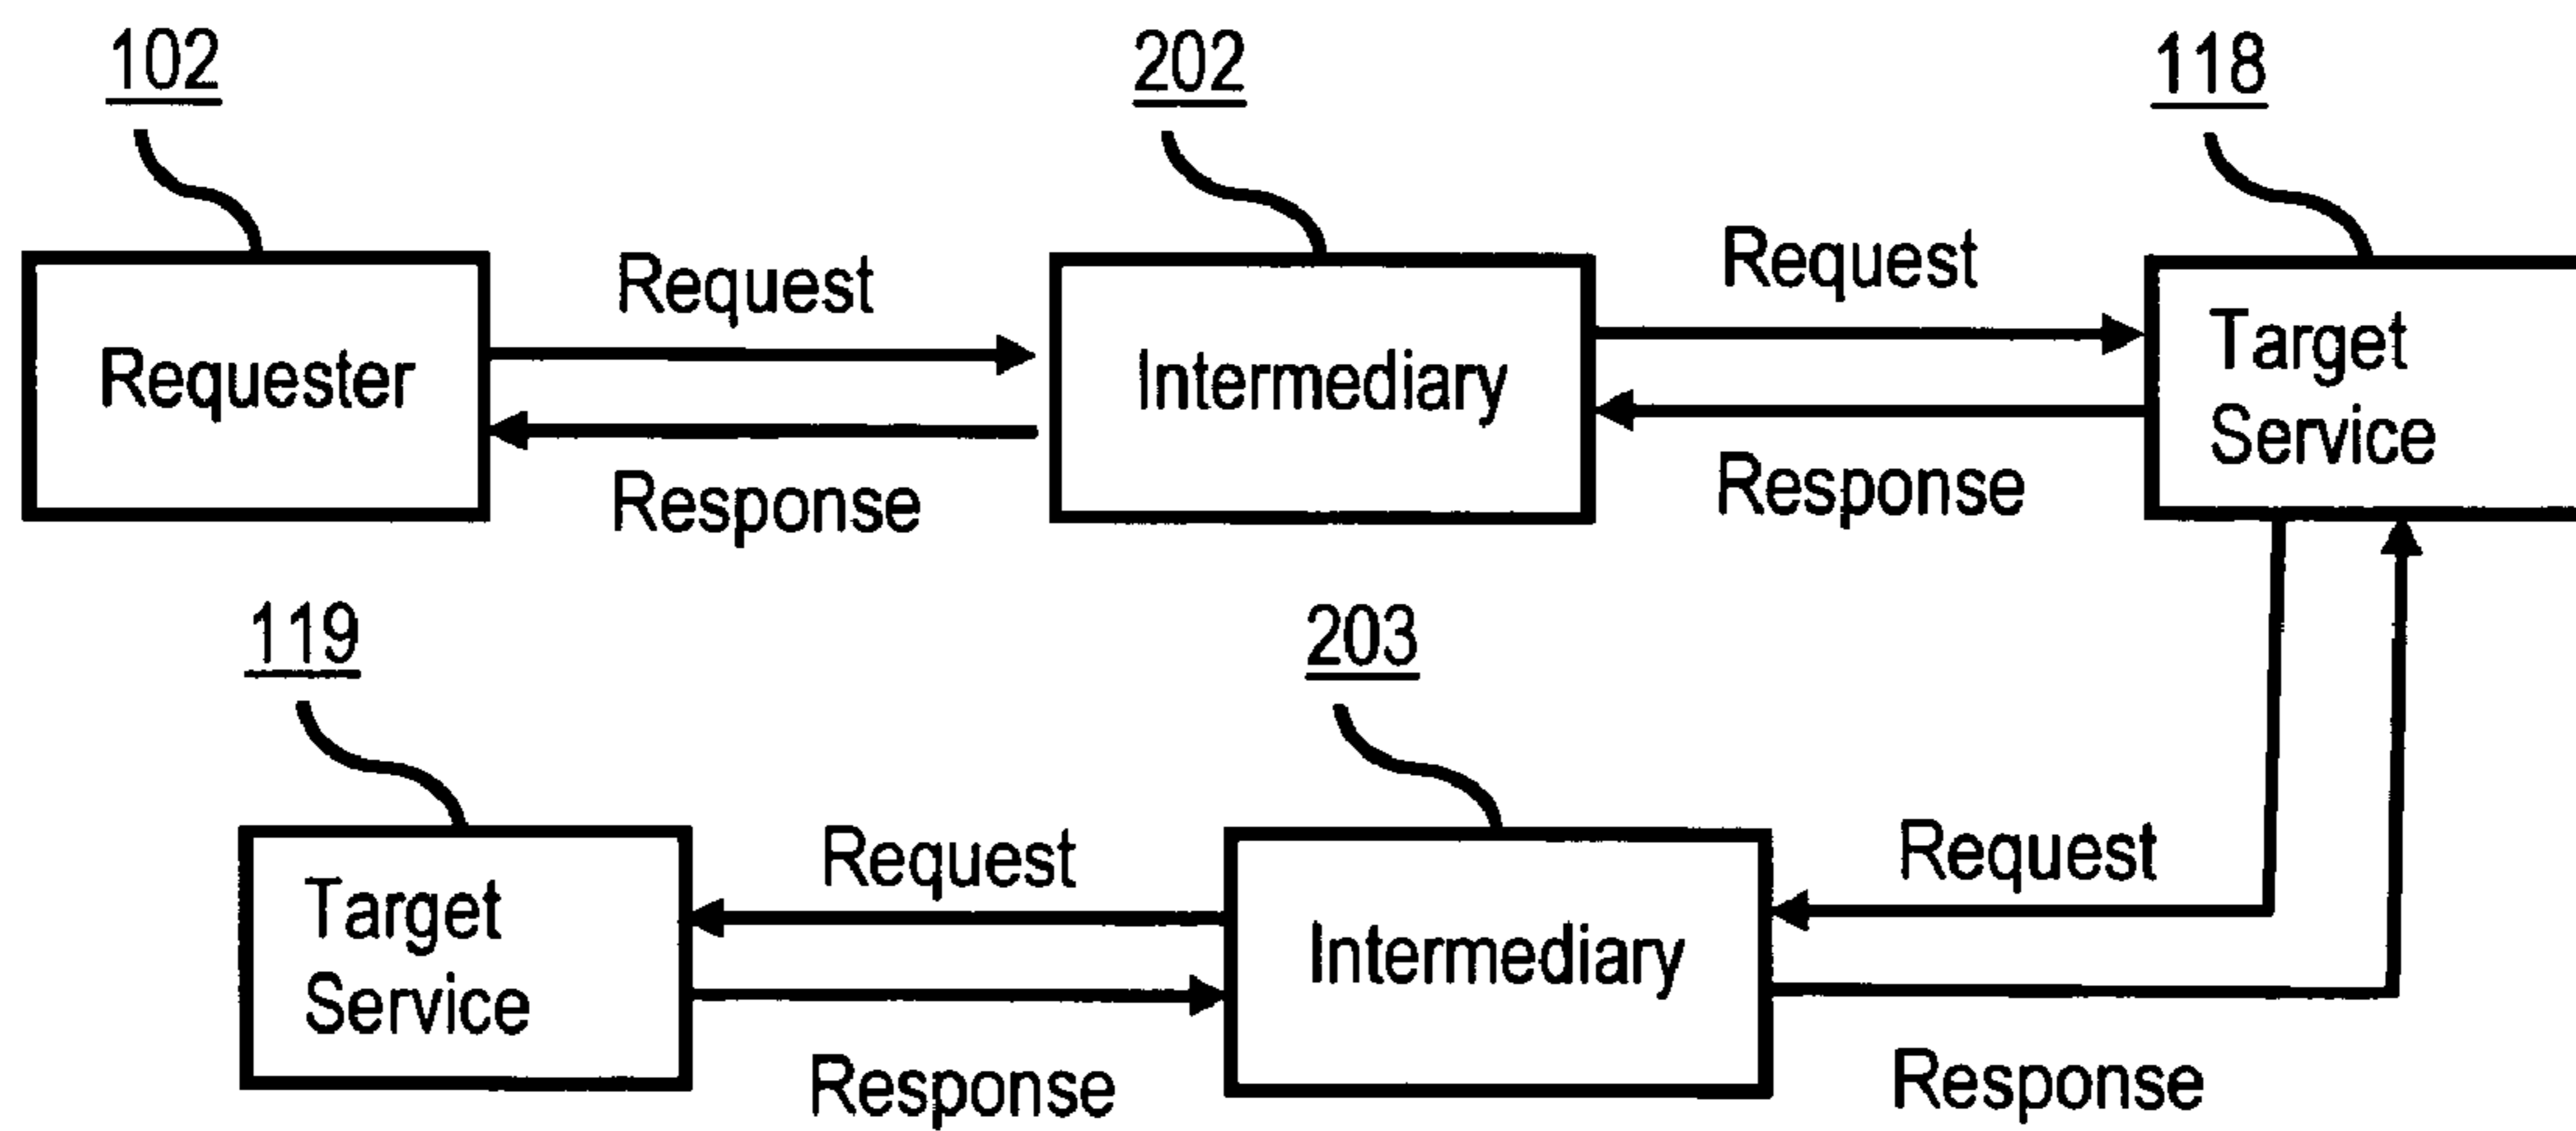 102
202
118
Requester
Request
Response
Intermediary
Request
Response
Target
Service
119
203
Target
Service
Request
Response
Intermediary
Request
Response